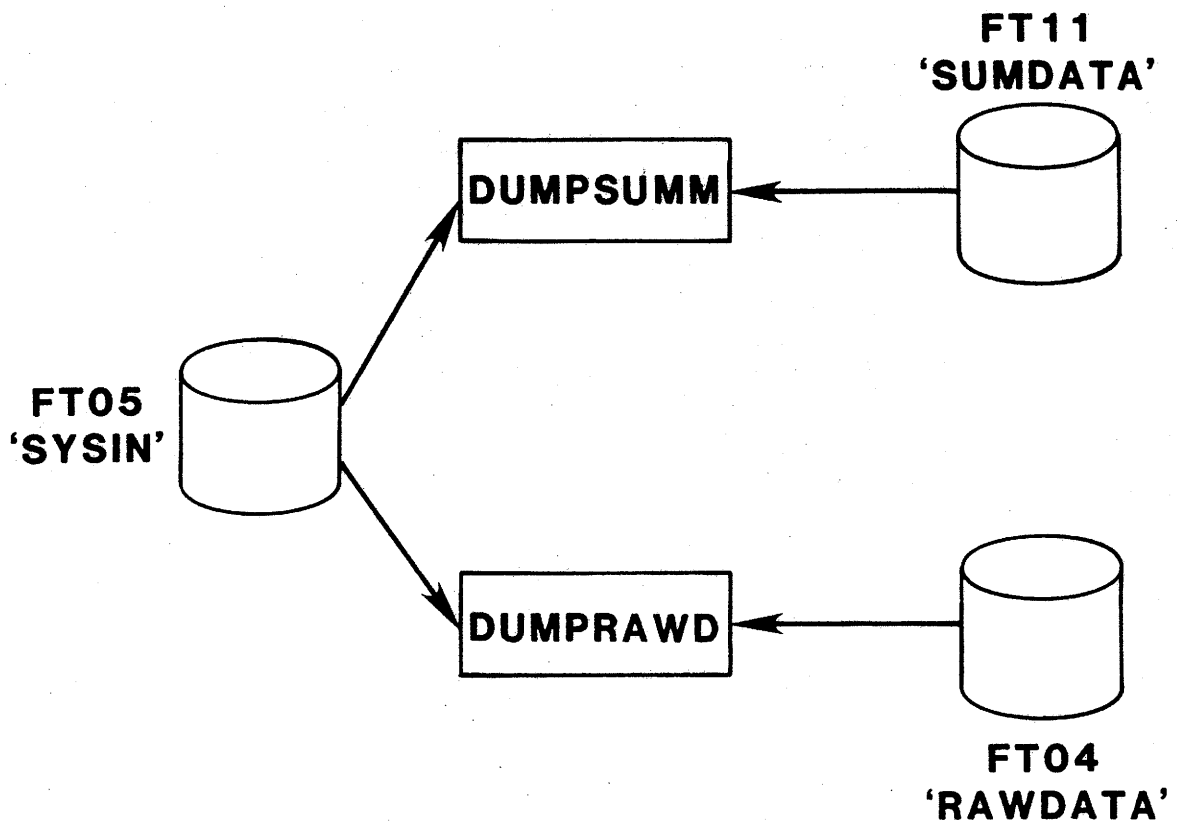 FT11
‘SUMDATA’
DUMPSUMM
FT05
‘SYSIN’
DUMPRAWD
FT04
‘RAWDATA’